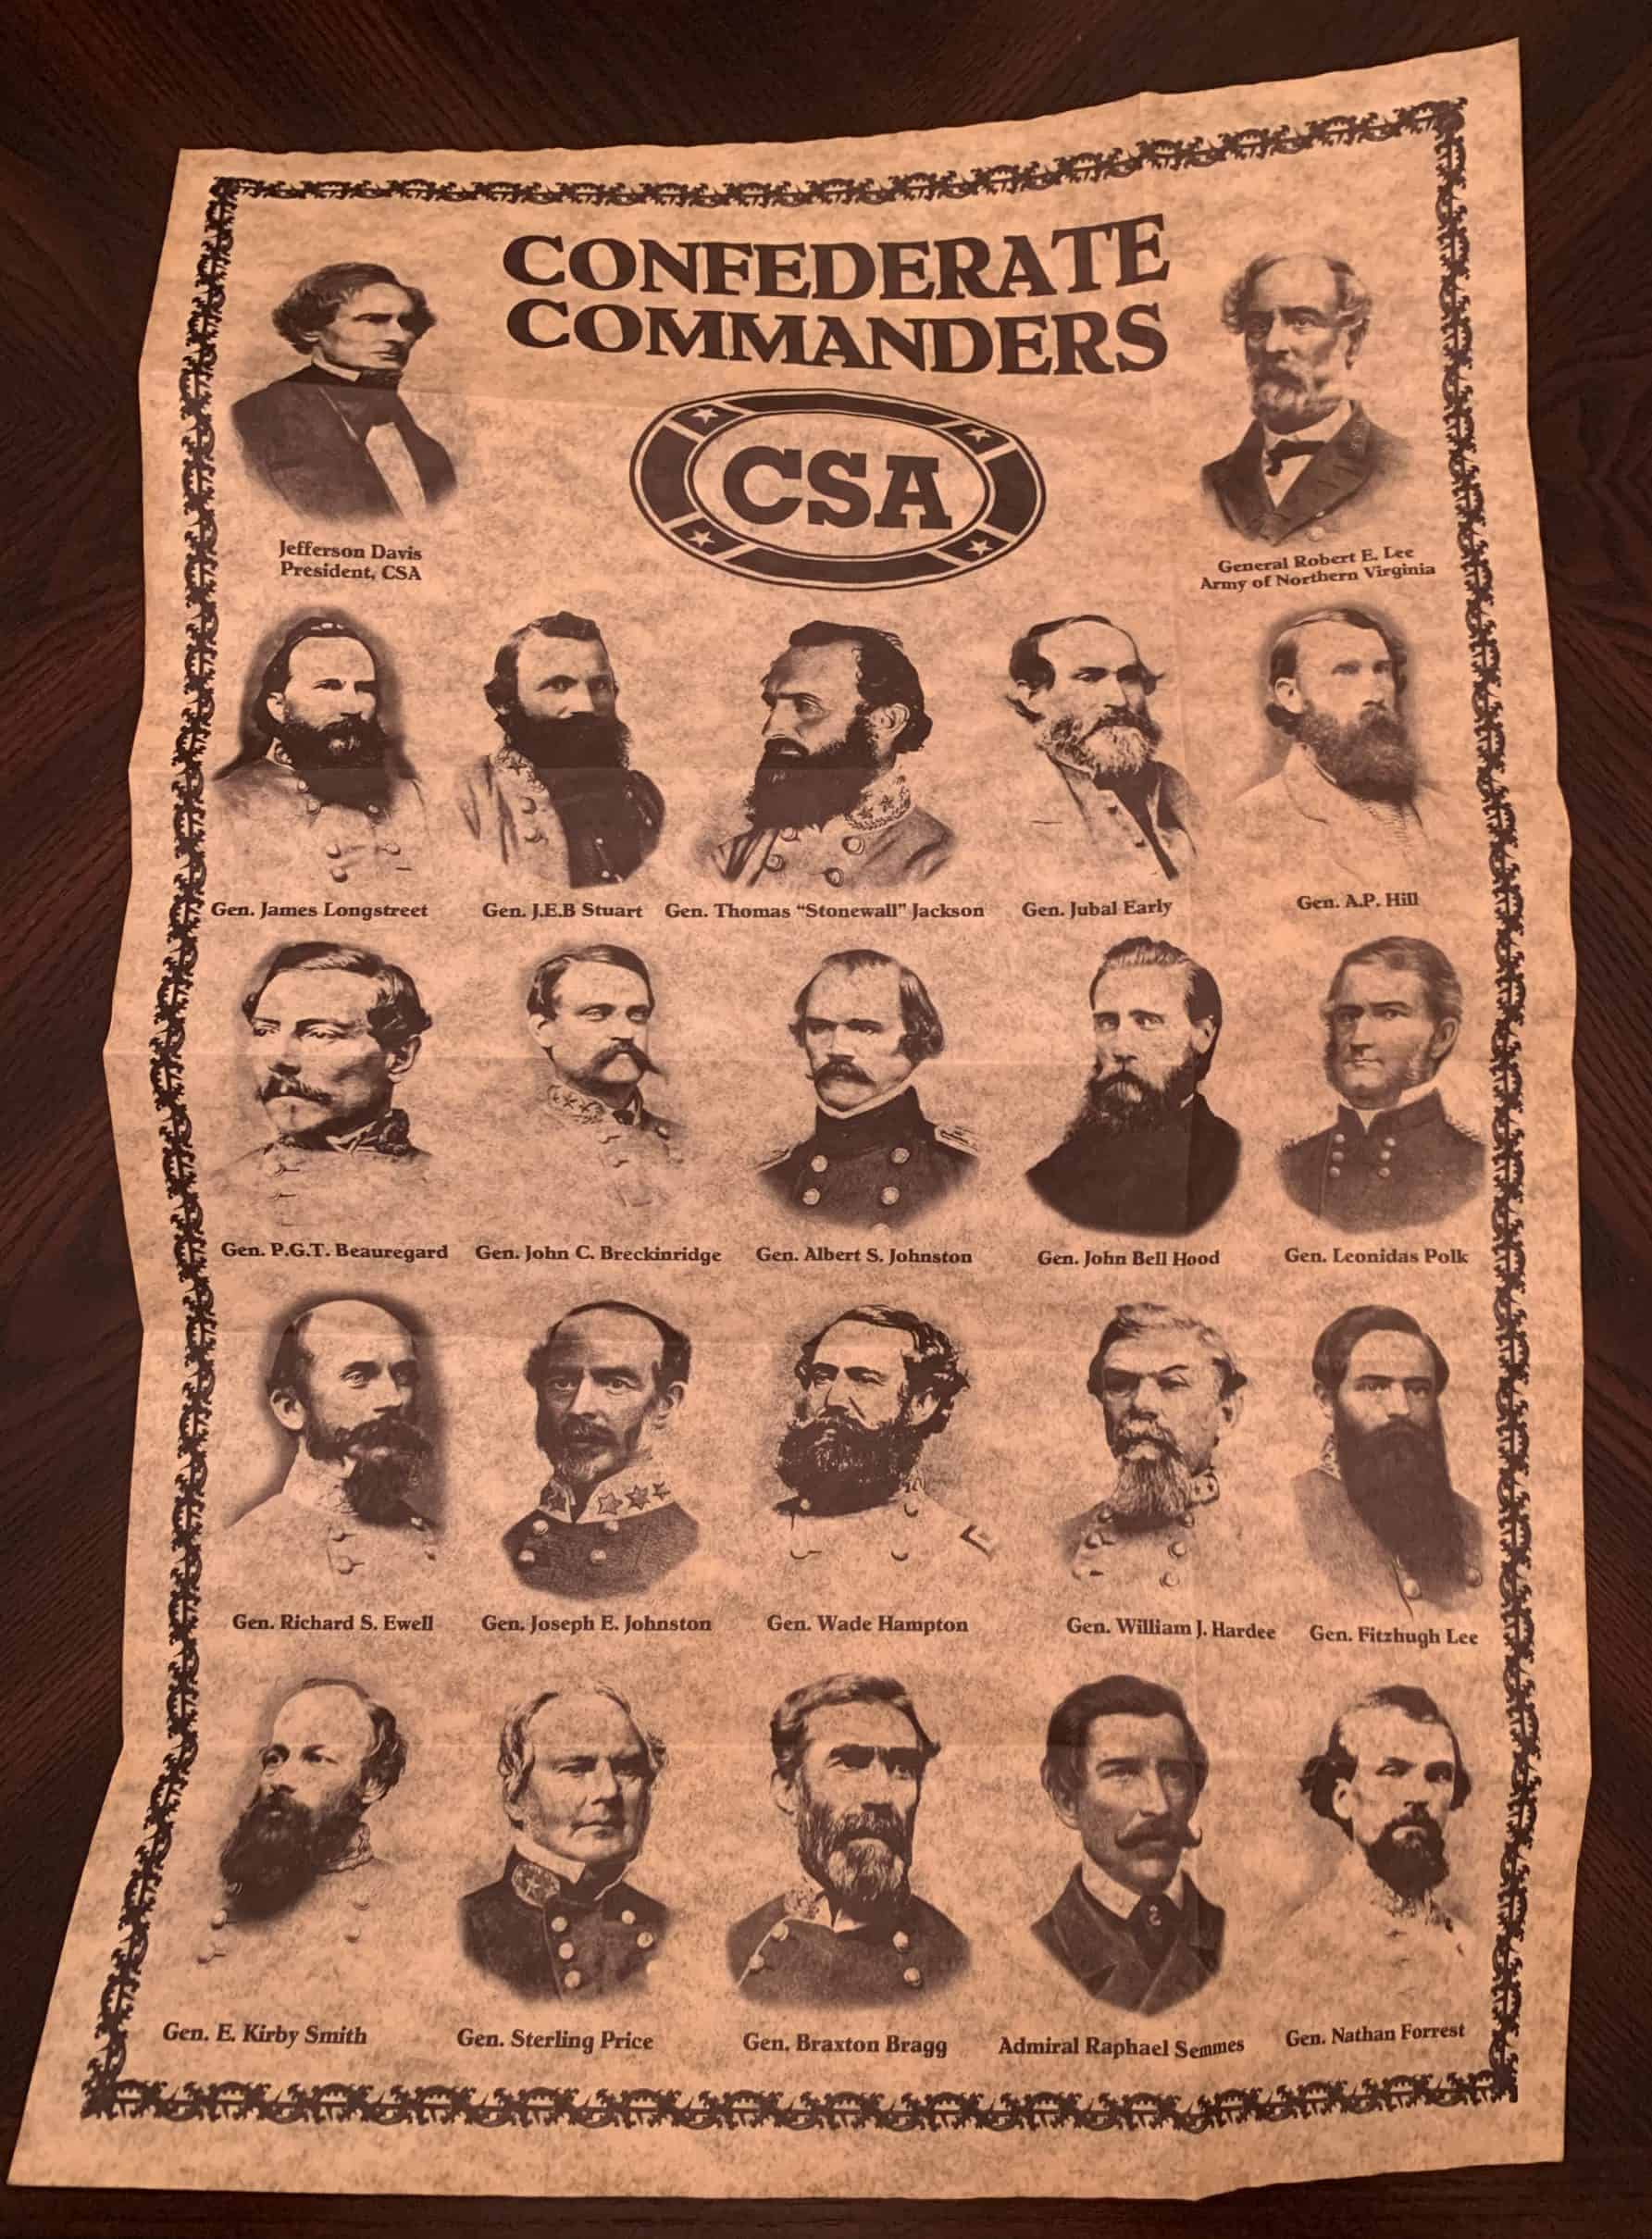 CONFEDERATE
COMMANDERS
CSA
Jefferson Davis
President, CSA
General Robert E. Lee
Army of Northern Virginia
Gen. James Longstreet
Gen. J.E.B Stuart
Gen. Thomas “Stonewall” Jackson
Gen. Jubal Early
Gen. A.P. Hill
Gen. P.G.T. Beauregard
Gen. John C. Breckinridge
Gen. Albert S. Johnston
Gen. John Bell Hood
Gen. Leonidas Polk
Gen. Richard S. Ewell
Gen. Joseph E. Johnston
Gen. Wade Hampton
Gen. William J. Hardee
Gen. Fitzhugh Lee
Gen. E. Kirby Smith
Gen. Sterling Price
Gen. Braxton Bragg
Admiral Raphael Semmes
Gen. Nathan Forrest